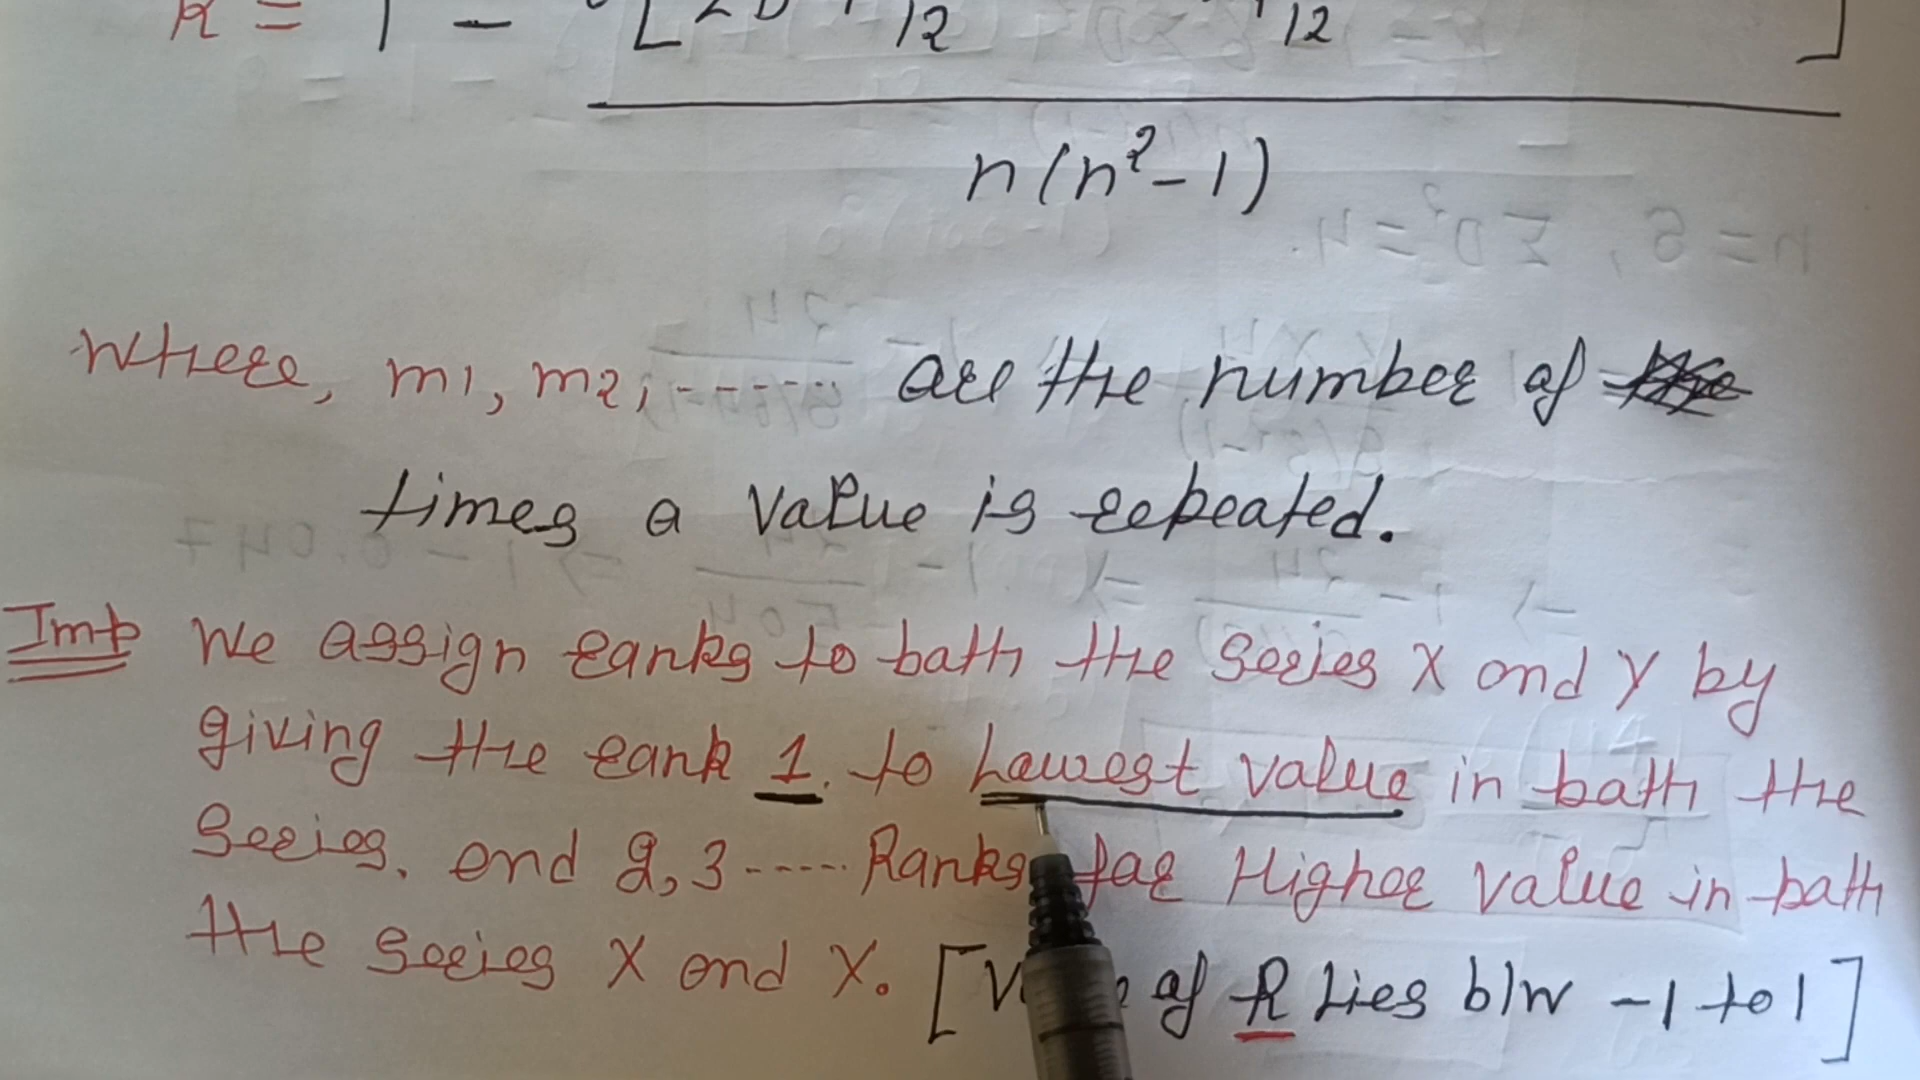 R = 1 - [ΣD 12 12 ]
n(n²-1)
where, m1, m2, ------ are the number of
times a value is repeated.
Imp We assign ranks to both the series X and Y by
giving the rank 1. to Lowest value in both the
series. and 2,3 ----- Ranks for Higher value in both
the series X and Y. [V of R Lies b/w -1 to 1]